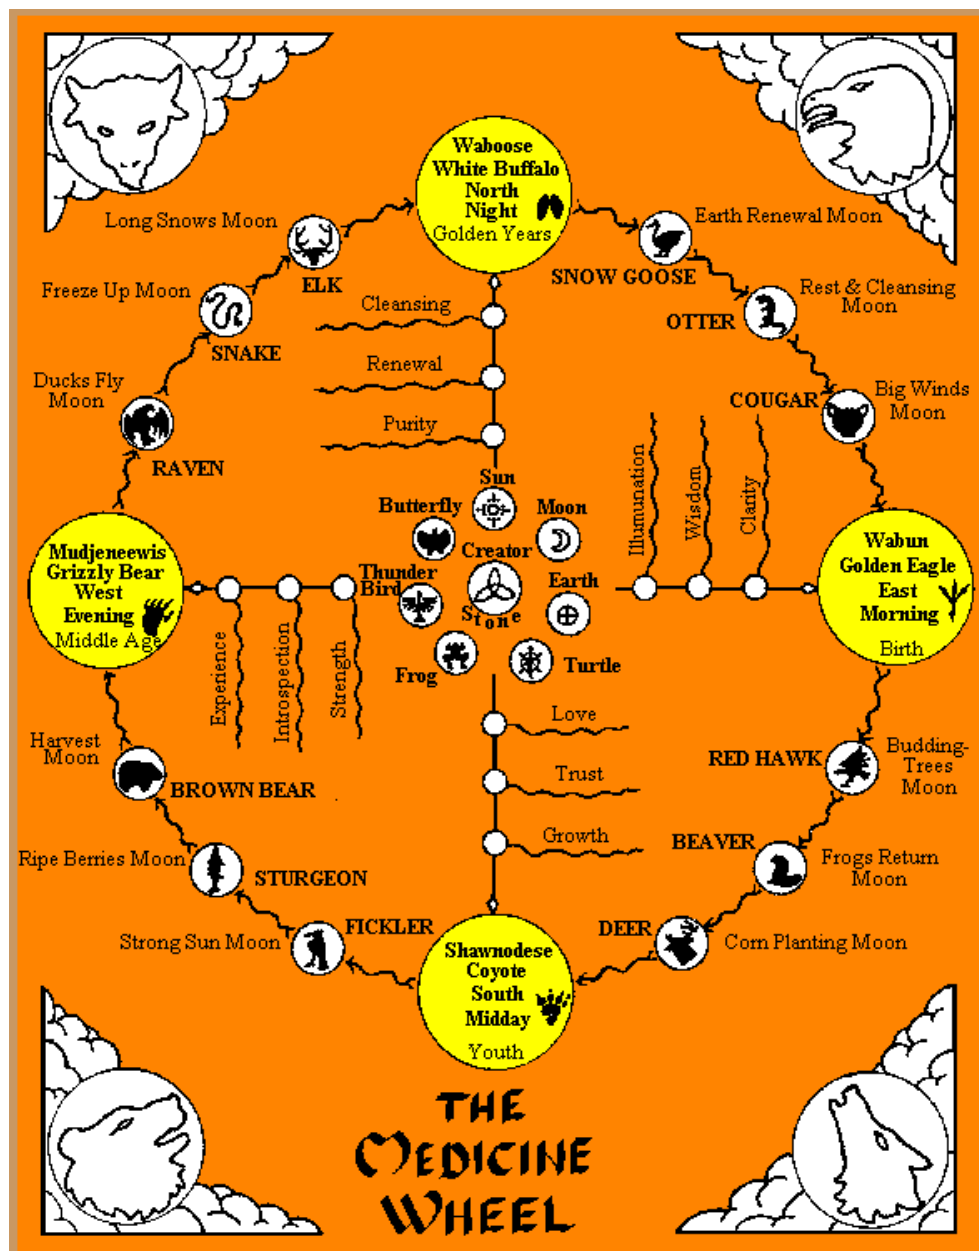 Waboose
White Buffalo
North
Night
Golden Years
Long Snows Moon
ELK
Earth Renewal Moon
SNOW GOOSE
Freeze Up Moon
SNAKE
Rest & Cleansing
Moon
OTTER
Ducks Fly
Moon
RAVEN
Big Winds
Moon
COUGAR
Cleansing
Renewal
Purity
Illumunation
Wisdom
Clarity
Sun
Butterfly
Moon
Creator
Thunder
Bird
Earth
Stone
Frog
Turtle
Mudjeneewis
Grizzly Bear
West
Evening
Middle Age
Wabun
Golden Eagle
East
Morning
Birth
Experience
Introspection
Strength
Love
Trust
Growth
Harvest
Moon
BROWN BEAR
RED HAWK
Budding-
Trees
Moon
Ripe Berries Moon
STURGEON
BEAVER
Frogs Return
Moon
Strong Sun Moon
FICKLER
DEER
Corn Planting Moon
Shawnodese
Coyote
South
Midday
Youth
THE
MEDICINE
WHEEL